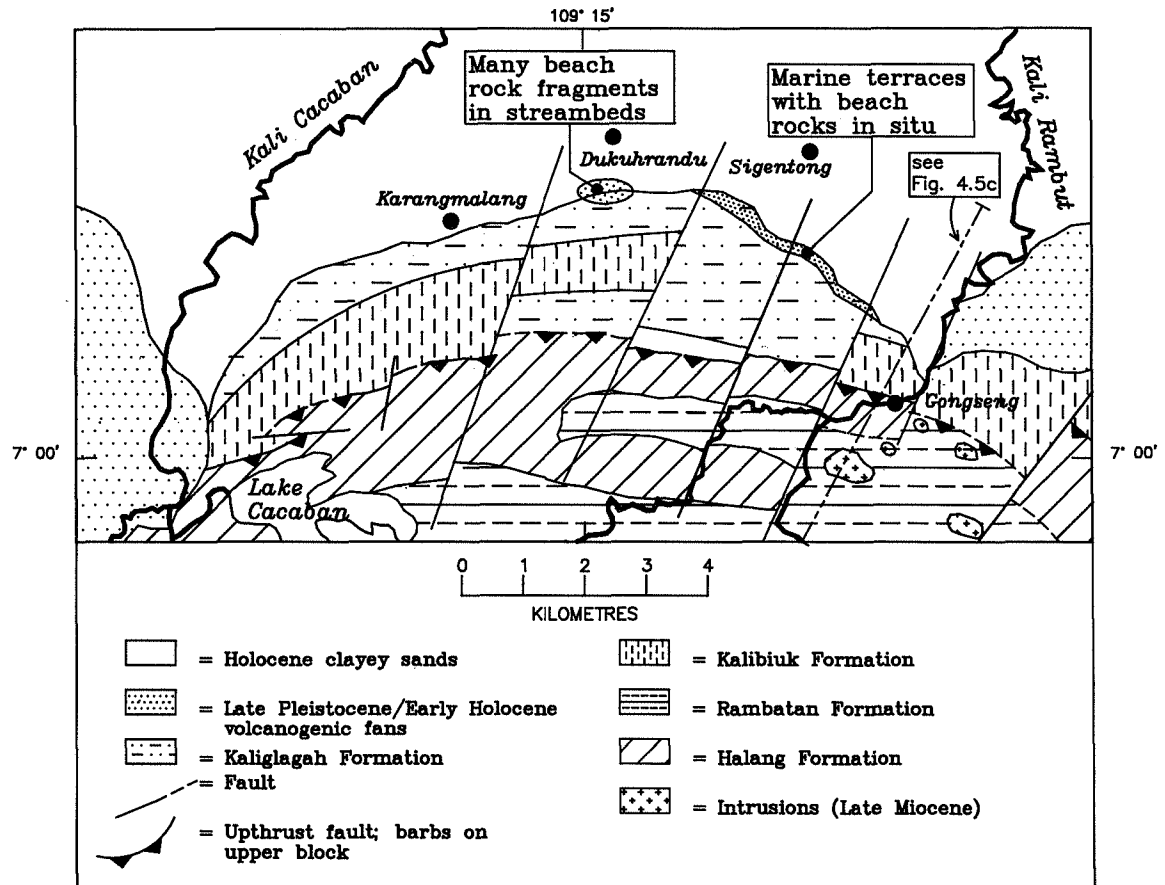 109° 15'
Many beach
rock fragments
in streambeds
Marine terraces
with beach
rocks in situ
Kali Cacaban
Kali Rambut
Dukuhrandu
Sigentong
see
Fig. 4.5c
Karangmalang
Gongseng
7° 00'
7° 00'
Lake
Cacaban
0 1 2 3 4
KILOMETRES
= Holocene clayey sands
= Late Pleistocene/Early Holocene
volcanogenic fans
= Kaliglagah Formation
= Fault
= Upthrust fault; barbs on
upper block
= Kalibiuk Formation
= Rambatan Formation
= Halang Formation
= Intrusions (Late Miocene)